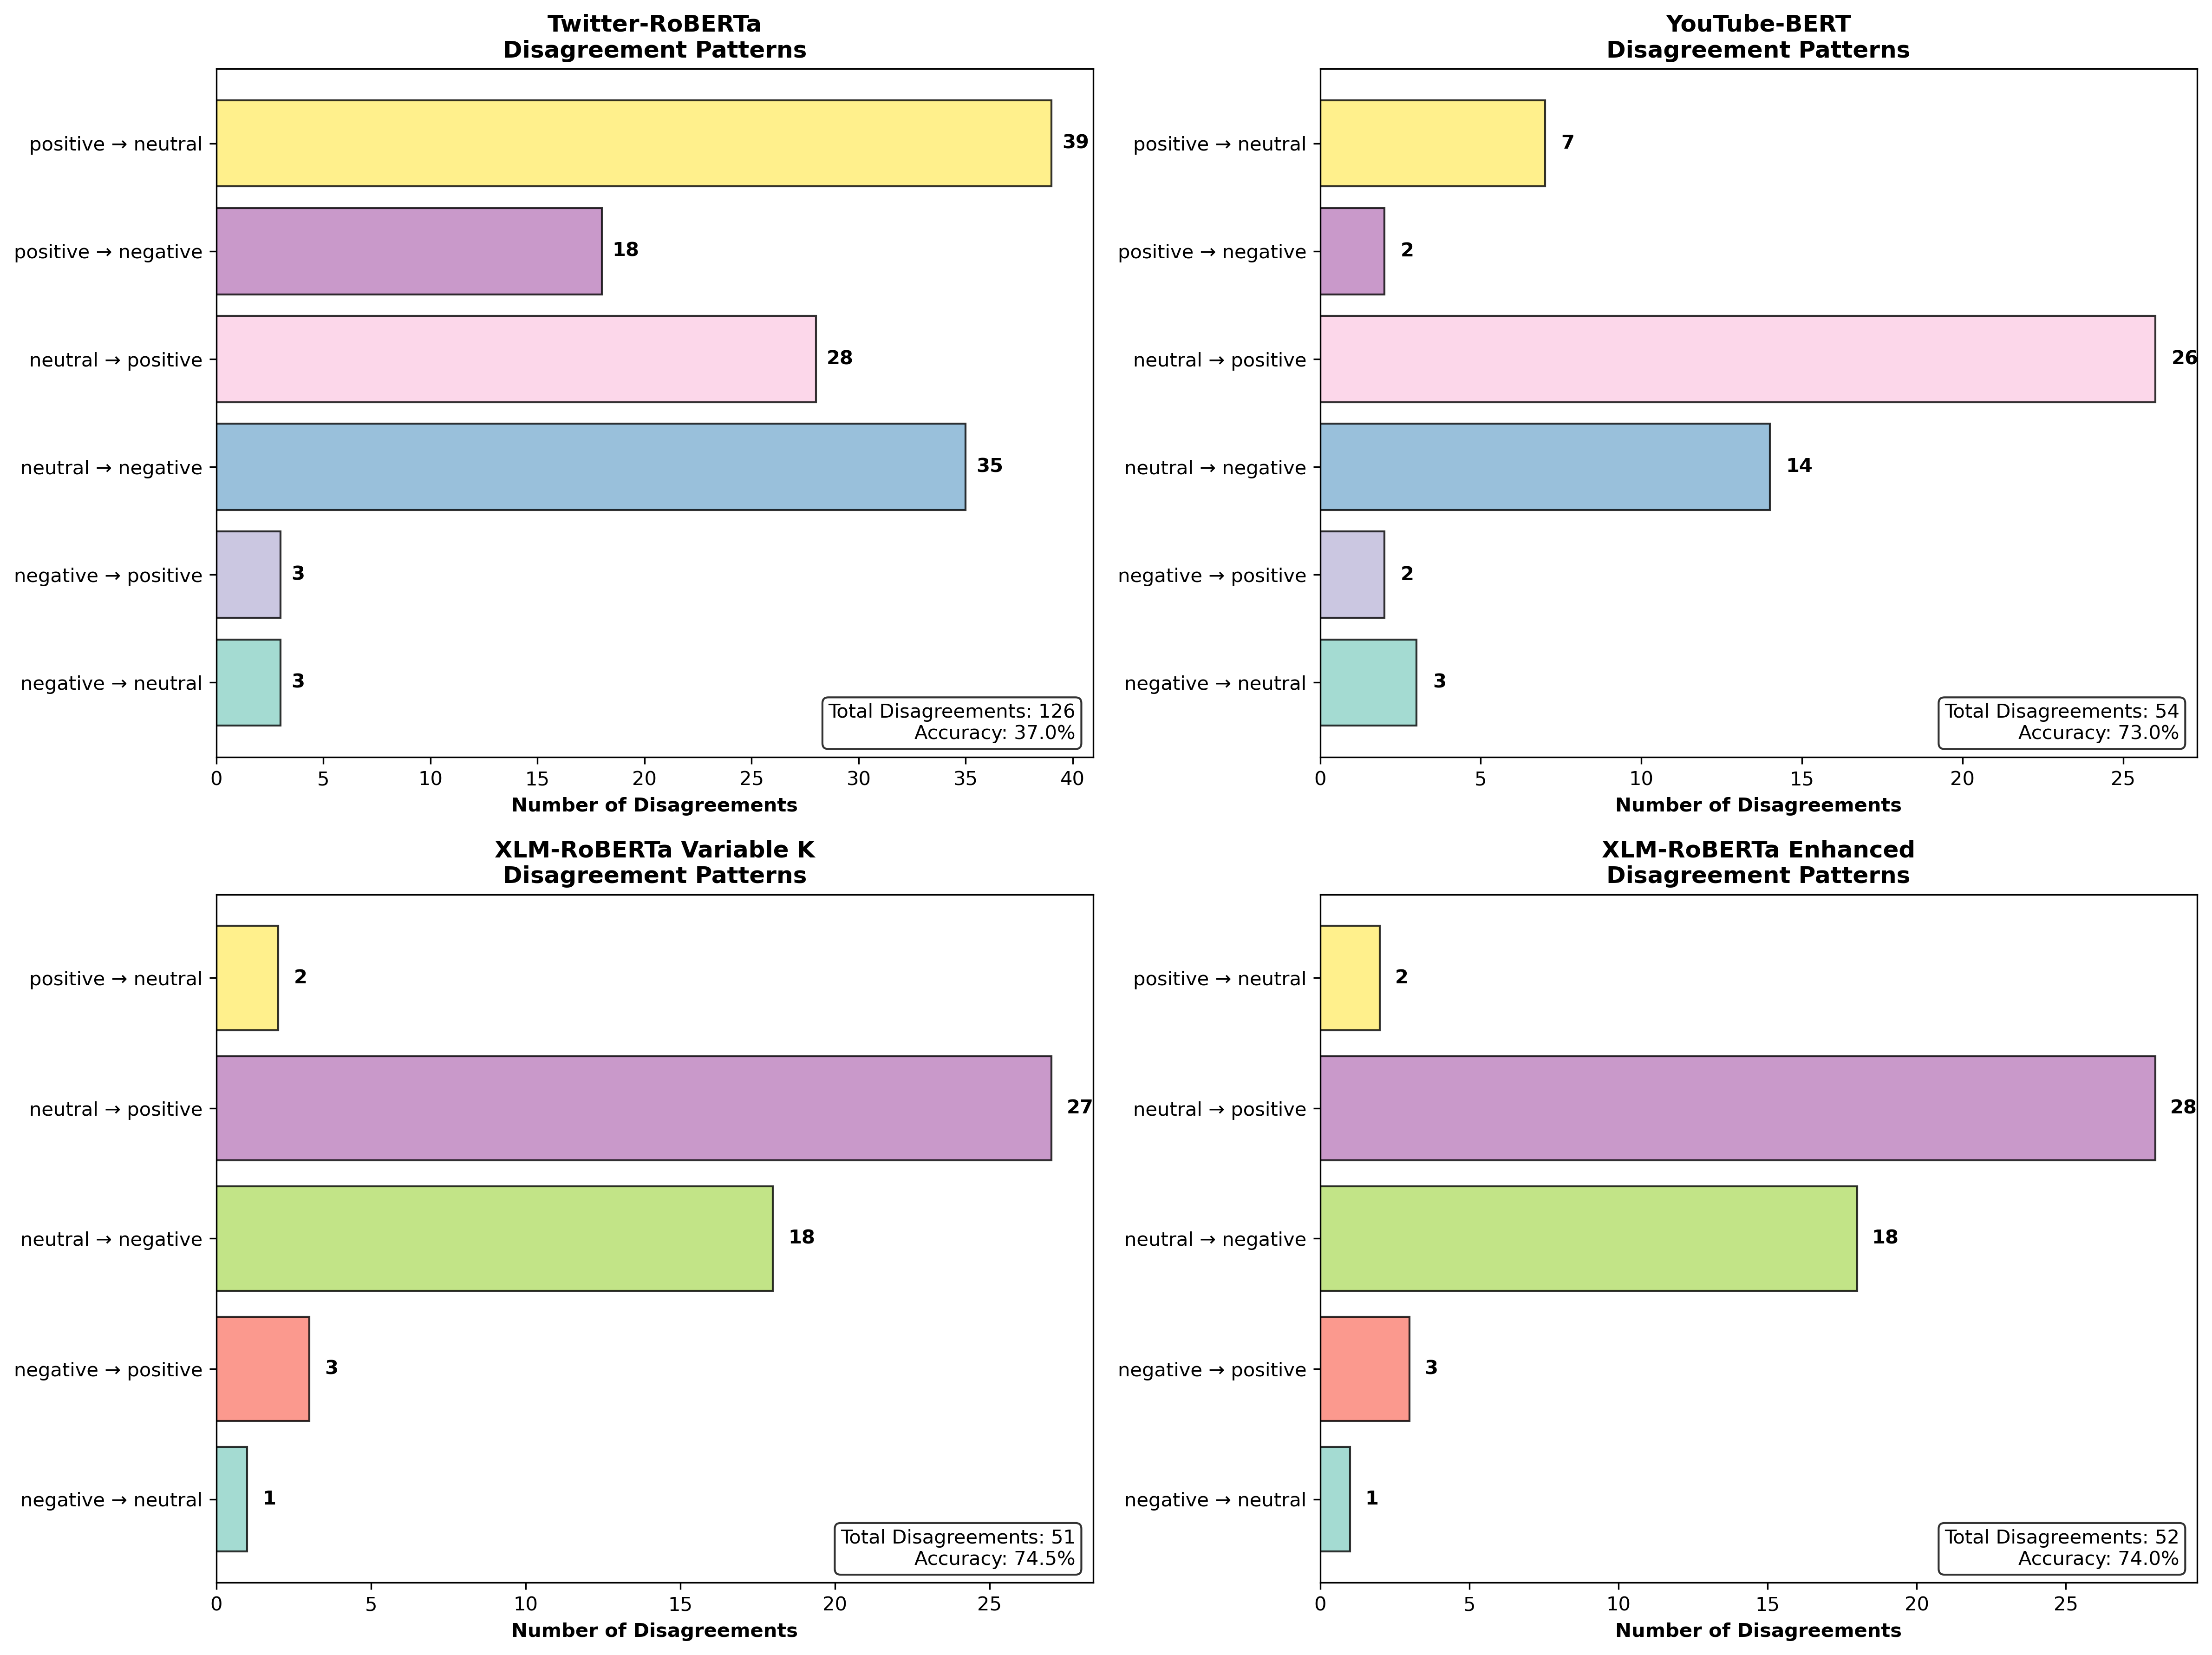 Twitter-RoBERTa
Disagreement Patterns
positive → neutral
39
positive → negative
18
neutral → positive
28
neutral → negative
35
negative → positive
3
negative → neutral
3
Total Disagreements: 126
Accuracy: 37.0%
0 5 10 15 20 25 30 35 40
Number of Disagreements
YouTube-BERT
Disagreement Patterns
positive → neutral
7
positive → negative
2
neutral → positive
26
neutral → negative
14
negative → positive
2
negative → neutral
3
Total Disagreements: 54
Accuracy: 73.0%
0 5 10 15 20 25
Number of Disagreements
XLM-RoBERTa Variable K
Disagreement Patterns
positive → neutral
2
neutral → positive
27
neutral → negative
18
negative → positive
3
negative → neutral
1
Total Disagreements: 51
Accuracy: 74.5%
0 5 10 15 20 25
Number of Disagreements
XLM-RoBERTa Enhanced
Disagreement Patterns
positive → neutral
2
neutral → positive
28
neutral → negative
18
negative → positive
3
negative → neutral
1
Total Disagreements: 52
Accuracy: 74.0%
0 5 10 15 20 25
Number of Disagreements